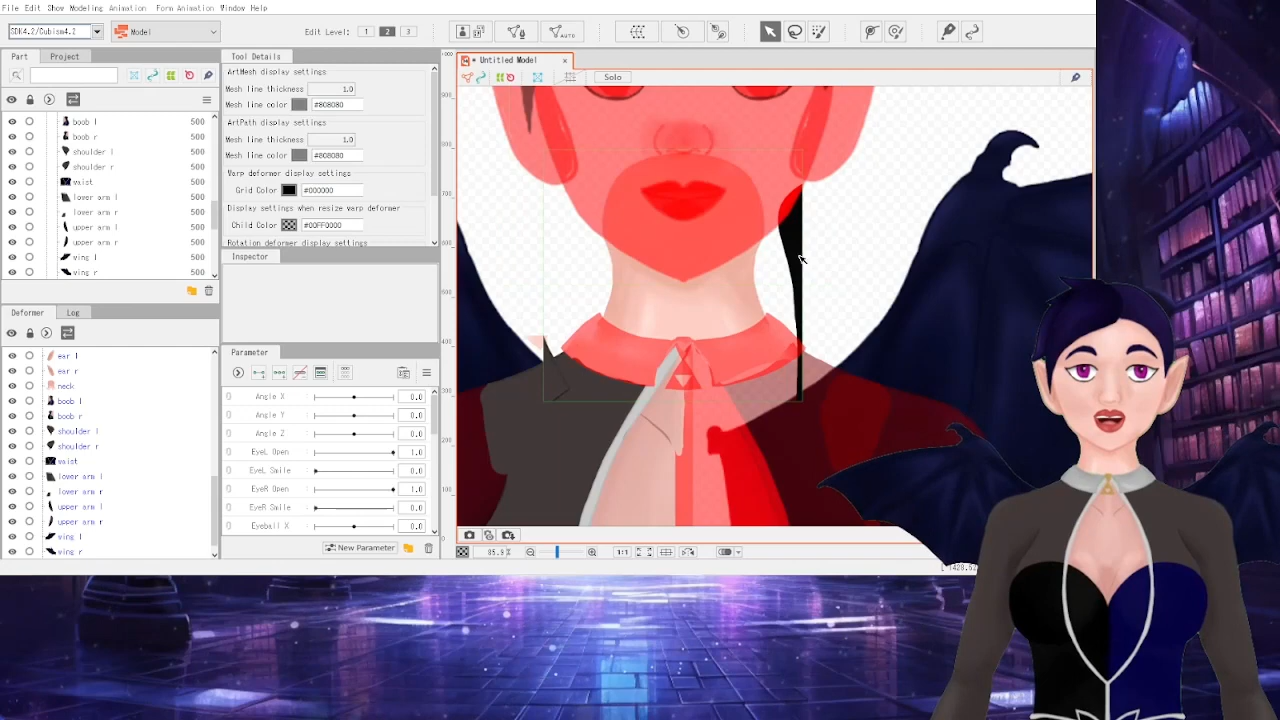 File Edit Show Modeling Animation Form Animation Window Help
SDK4.2/Cubism4.2
Model
Edit Level: 1 2 3
AUTO
Part Project
Tool Details
* Untitled Model
Solo
ArtMesh display settings
Mesh line thickness 1.0
Mesh line color #808080
ArtPath display settings
Mesh line thickness 1.0
Mesh line color #808080
Warp deformer display settings
Grid Color #000000
Display settings when resize warp deformer
Child Color #00FF0000
Rotation deformer display settings
boob l 500
boob r 500
shoulder l 500
shoulder r 500
waist 500
lower arm l 500
lower arm r 500
upper arm l 500
upper arm r 500
wing l 500
wing r 500
Inspector
Deformer Log
ear l
ear r
neck
boob l
boob r
shoulder l
shoulder r
waist
lower arm l
lower arm r
upper arm l
upper arm r
wing l
wing r
Parameter
Angle X 0.0
Angle Y 0.0
Angle Z 0.0
EyeL Open 1.0
EyeL Smile 0.0
EyeR Open 1.0
EyeR Smile 0.0
Eyeball X 0.0
New Parameter
1:1